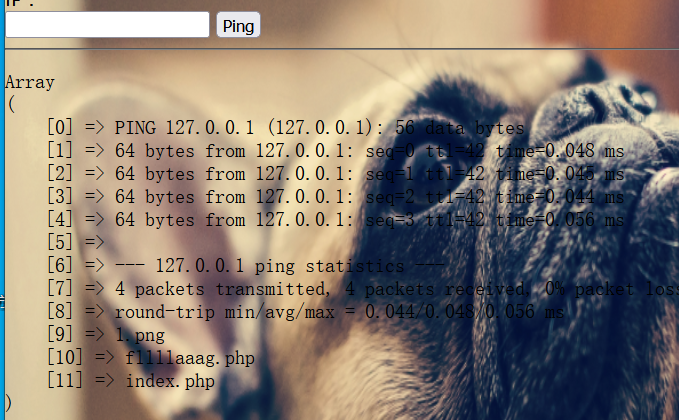 IP :
Ping
Array
(
[0] => PING 127.0.0.1 (127.0.0.1): 56 data bytes
[1] => 64 bytes from 127.0.0.1: seq=0 ttl=42 time=0.048 ms
[2] => 64 bytes from 127.0.0.1: seq=1 ttl=42 time=0.045 ms
[3] => 64 bytes from 127.0.0.1: seq=2 ttl=42 time=0.044 ms
[4] => 64 bytes from 127.0.0.1: seq=3 ttl=42 time=0.056 ms
[5] =>
[6] => --- 127.0.0.1 ping statistics ---
[7] => 4 packets transmitted, 4 packets received, 0% packet loss
[8] => round-trip min/avg/max = 0.044/0.048/0.056 ms
[9] => 1.png
[10] => fllllaaag.php
[11] => index.php
)